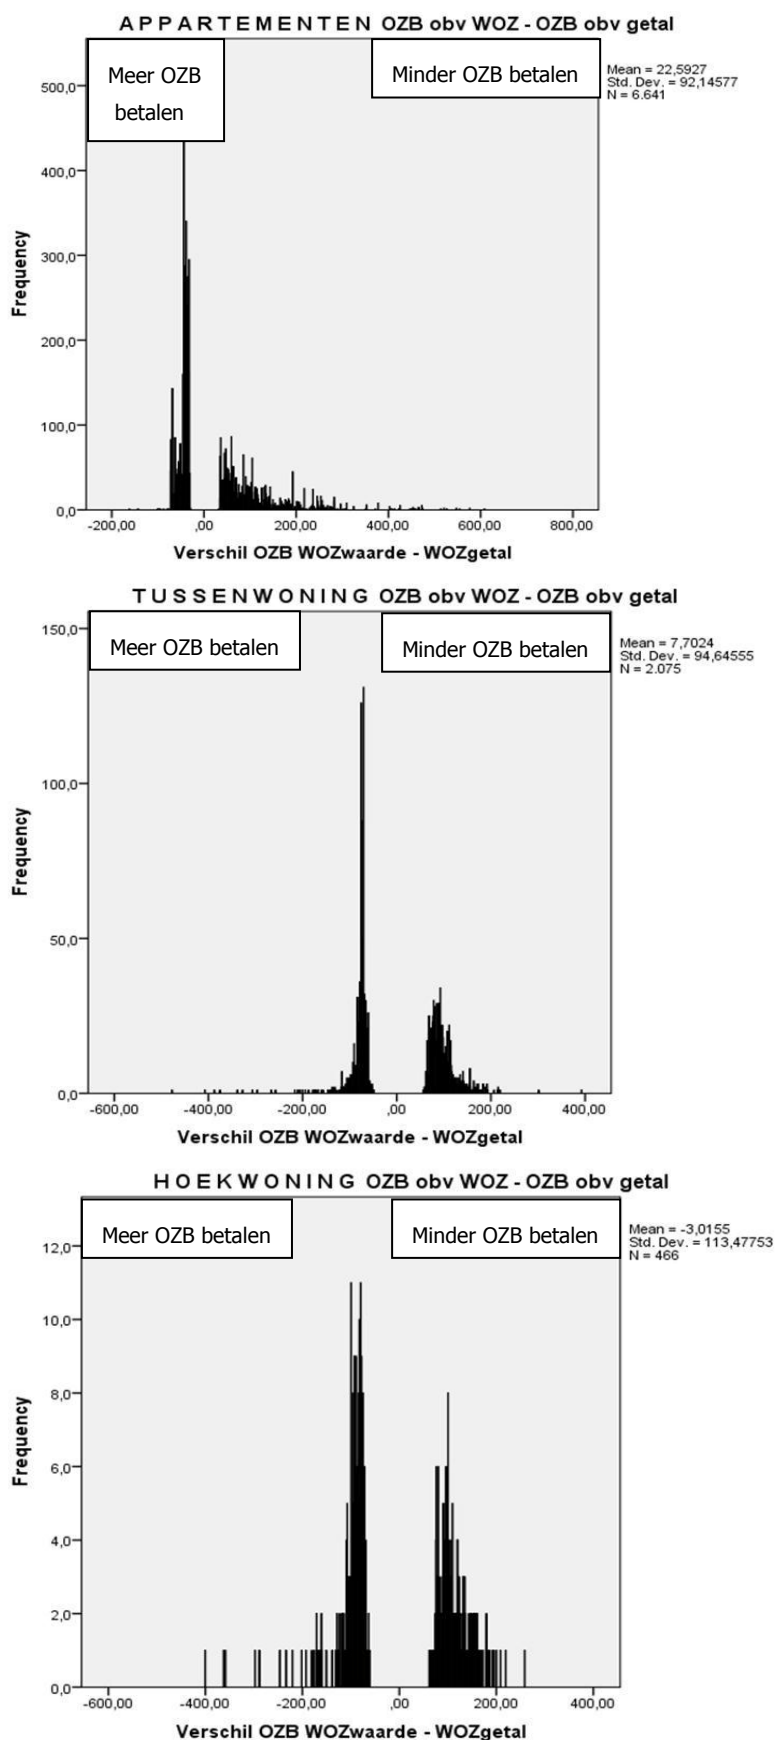 A P P A R T E M E N T E N OZB obv WOZ - OZB obv getal
Meer OZB
betalen
Minder OZB betalen
Mean = 22,5927
Std. Dev. = 92,14577
N = 6.641
500,0
400,0
300,0
200,0
100,0
0,0
Frequency
-200,00 ,00 200,00 400,00 600,00 800,00
Verschil OZB WOZwaarde - WOZgetal
T U S S E N W O N I N G OZB obv WOZ - OZB obv getal
Meer OZB betalen
Minder OZB betalen
Mean = 7,7024
Std. Dev. = 94,64555
N = 2.075
150,0
100,0
50,0
0,0
Frequency
-600,00 -400,00 -200,00 ,00 200,00 400,00
Verschil OZB WOZwaarde - WOZgetal
H O E K W O N I N G OZB obv WOZ - OZB obv getal
Meer OZB betalen
Minder OZB betalen
Mean = -3,0155
Std. Dev. = 113,47753
N = 466
12,0
10,0
8,0
6,0
4,0
2,0
0,0
Frequency
-600,00 -400,00 -200,00 ,00 200,00 400,00
Verschil OZB WOZwaarde - WOZgetal